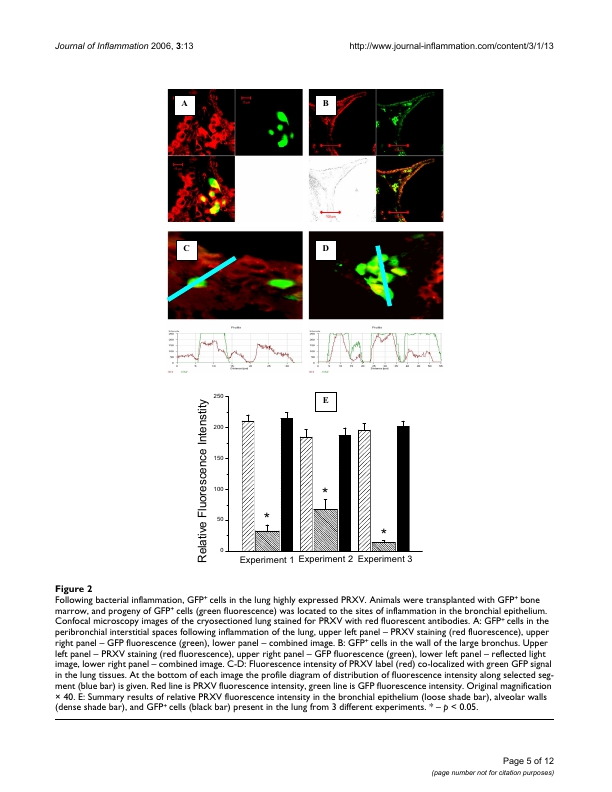 Journal of Inflammation 2006, 3:13
http://www.journal-inflammation.com/content/3/1/13
A
B
C
D
E
Relative Fluorescence Intenstity
250
200
150
100
50
0
*
*
*
Experiment 1 Experiment 2 Experiment 3
Figure 2
Following bacterial inflammation, GFP⁺ cells in the lung highly expressed PRXV. Animals were transplanted with GFP⁺ bone
marrow, and progeny of GFP⁺ cells (green fluorescence) was located to the sites of inflammation in the bronchial epithelium.
Confocal microscopy images of the cryosectioned lung stained for PRXV with red fluorescent antibodies. A: GFP⁺ cells in the
peribronchial interstitial spaces following inflammation of the lung, upper left panel – PRXV staining (red fluorescence), upper
right panel – GFP fluorescence (green), lower panel – combined image. B: GFP⁺ cells in the wall of the large bronchus. Upper
left panel – PRXV staining (red fluorescence), upper right panel – GFP fluorescence (green), lower left panel – reflected light
image, lower right panel – combined image. C-D: Fluorescence intensity of PRXV label (red) co-localized with green GFP signal
in the lung tissues. At the bottom of each image the profile diagram of distribution of fluorescence intensity along selected seg-
ment (blue bar) is given. Red line is PRXV fluorescence intensity, green line is GFP fluorescence intensity. Original magnification
× 40. E: Summary results of relative PRXV fluorescence intensity in the bronchial epithelium (loose shade bar), alveolar walls
(dense shade bar), and GFP⁺ cells (black bar) present in the lung from 3 different experiments. * – p < 0.05.
Page 5 of 12
(page number not for citation purposes)